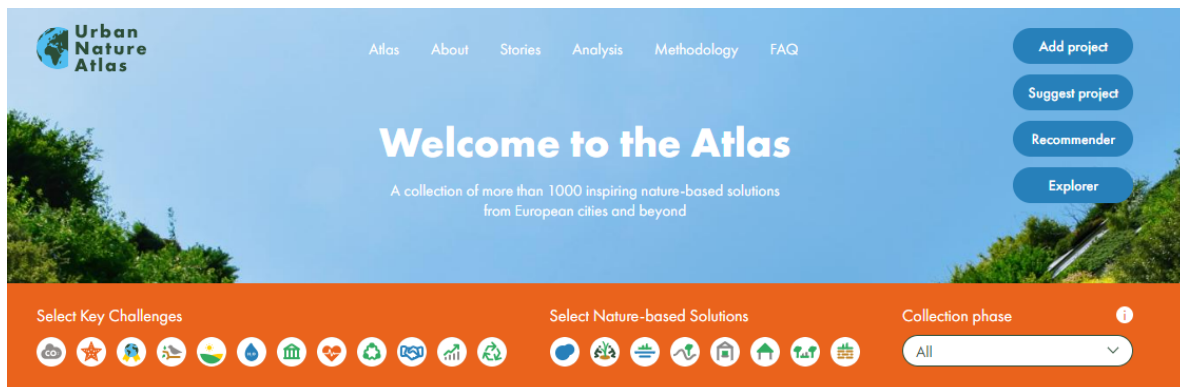 Urban
Nature
Atlas
Atlas About Stories Analysis Methodology FAQ
Add project
Suggest project
Recommender
Explorer
Welcome to the Atlas
A collection of more than 1000 inspiring nature-based solutions
from European cities and beyond
Select Key Challenges
Select Nature-based Solutions
Collection phase
i
All